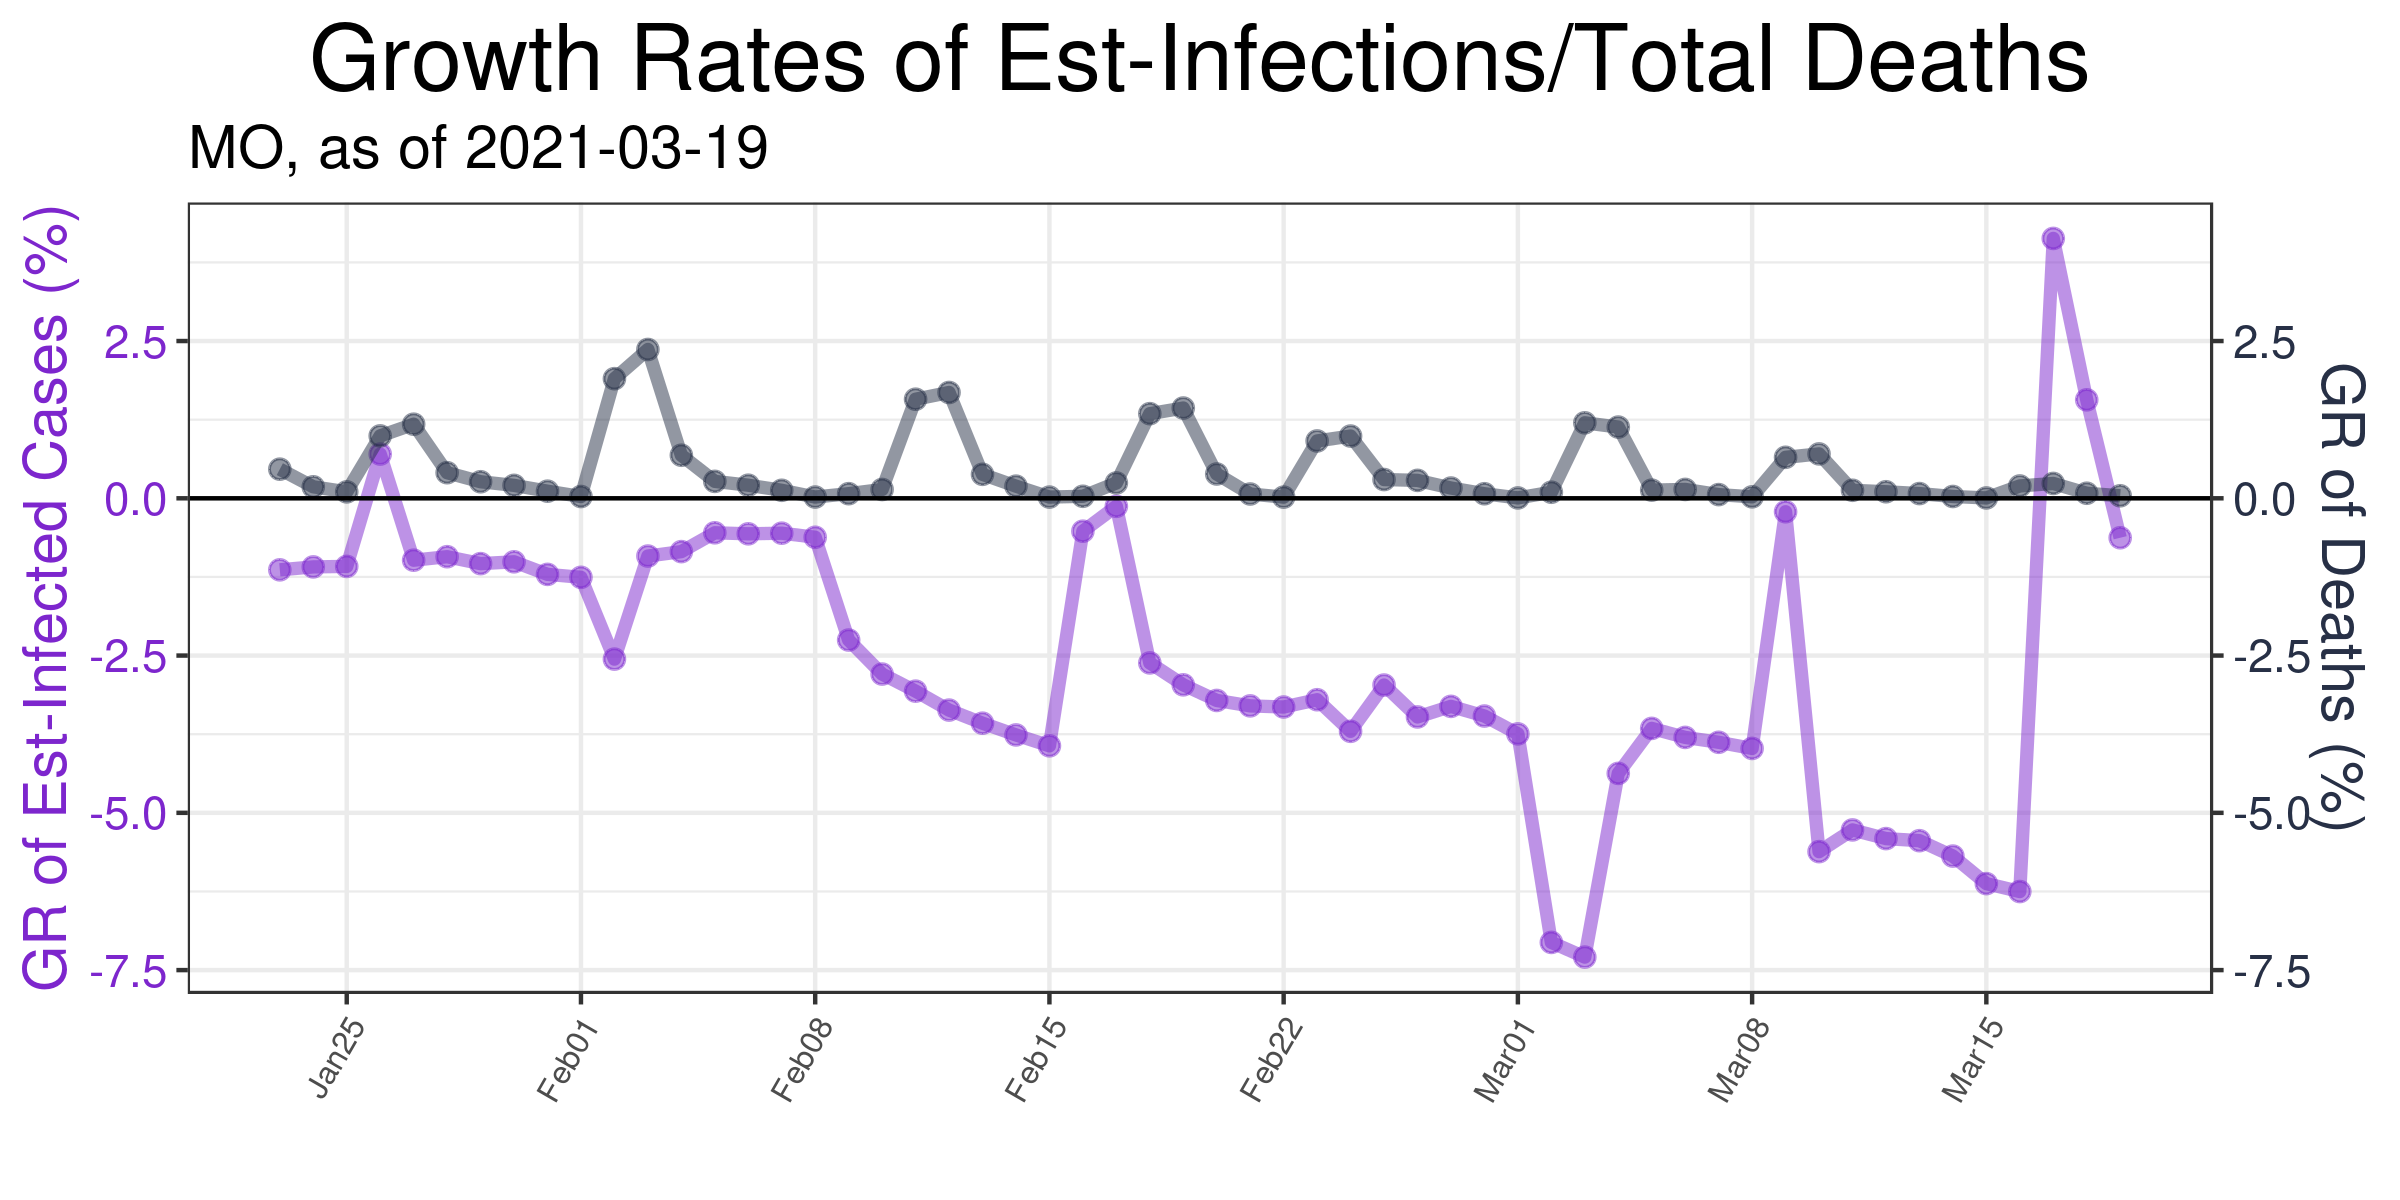 Growth Rates of Est-Infections/Total Deaths
MO, as of 2021-03-19
GR of Est-Infected Cases (%)
2.5
0.0
-2.5
-5.0
-7.5
2.5
0.0
-2.5
-5.0
-7.5
GR of Deaths (%)
Jan25
Feb01
Feb08
Feb15
Feb22
Mar01
Mar08
Mar15